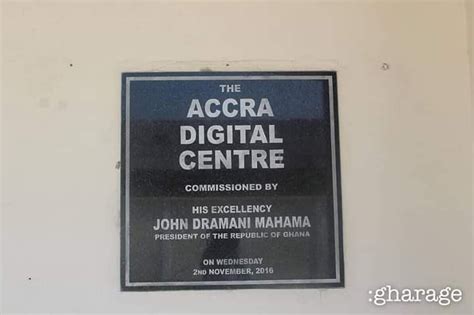 THE
ACCRA
DIGITAL
CENTRE
COMMISSIONED BY
HIS EXCELLENCY
JOHN DRAMANI MAHAMA
PRESIDENT OF THE REPUBLIC OF GHANA
ON WEDNESDAY
2ND NOVEMBER, 2016
:gharage